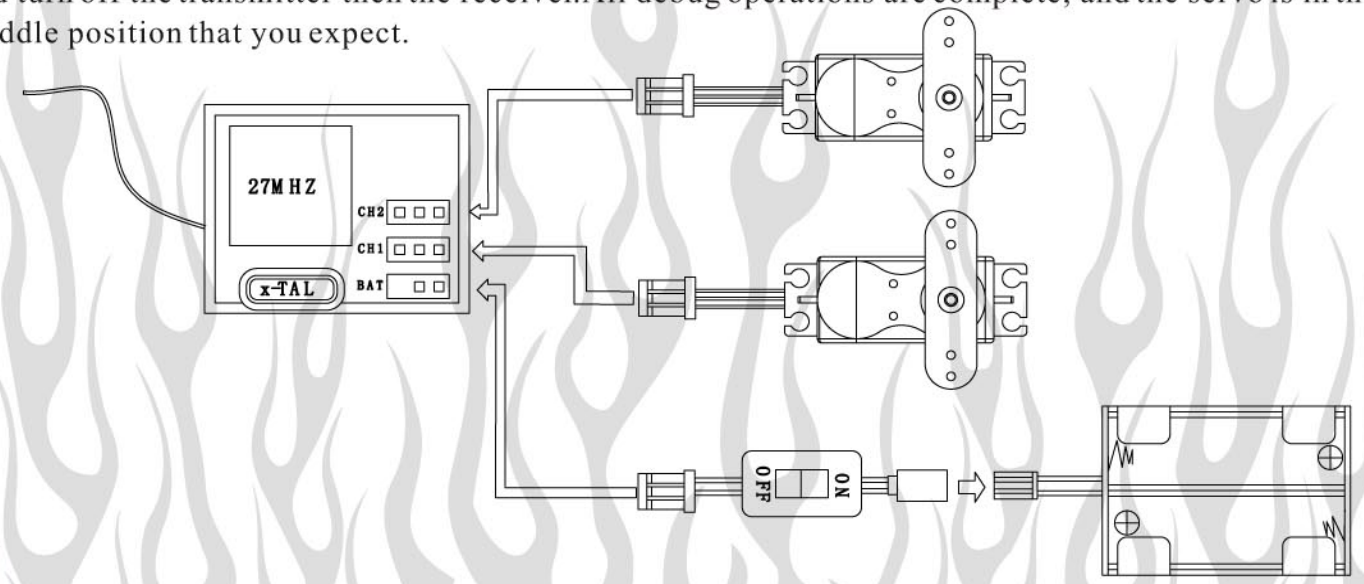 turn off the transmitter then the receiver. All debug operations are complete, and the servo is in
ddle position that you expect.
27MHZ
CH2
CH1
BAT
x-TAL
OFF
ON